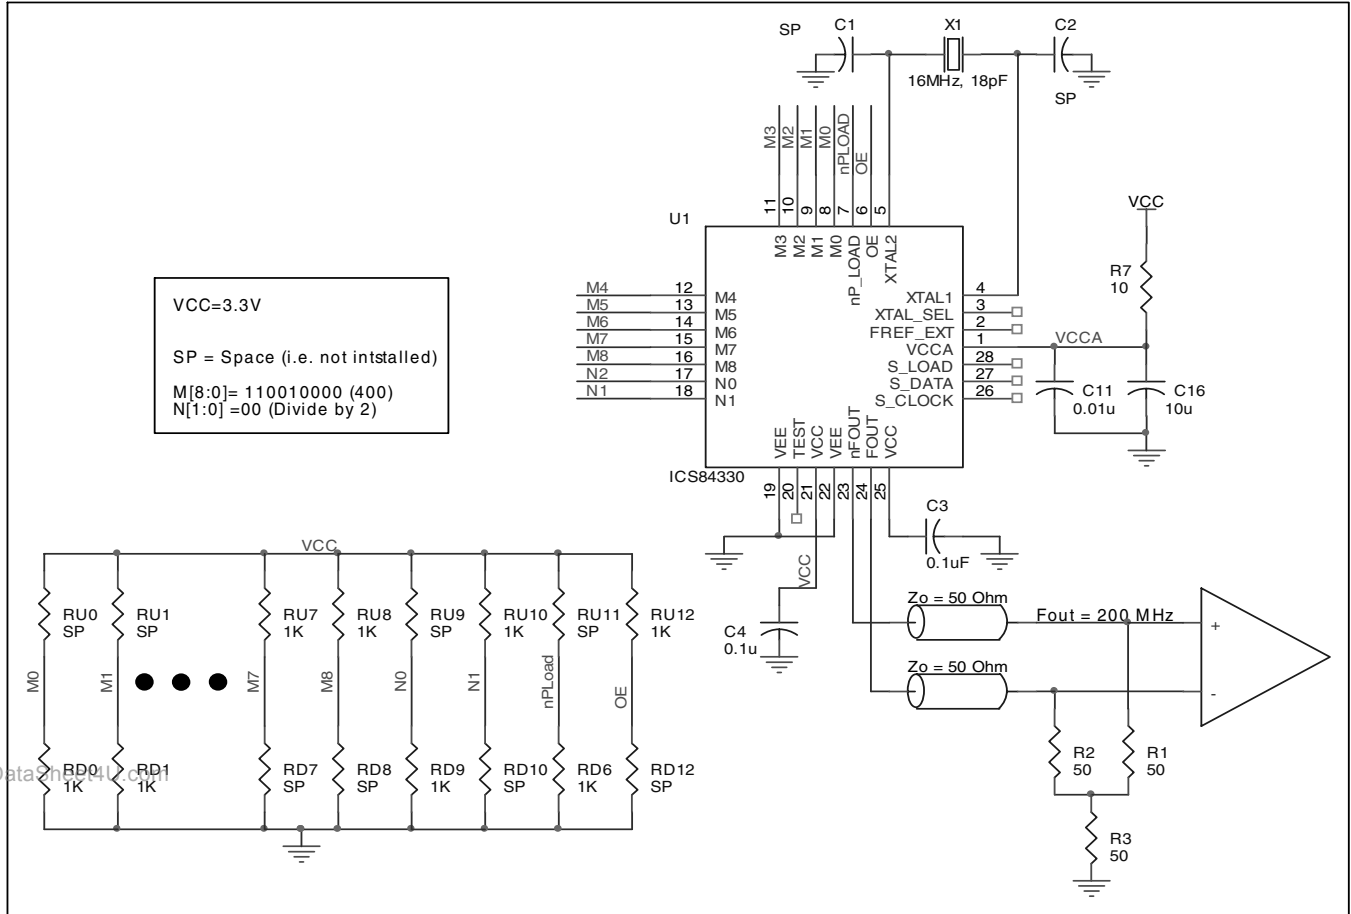 SP
C1
X1
C2
16MHz, 18pF
SP
M3
M2
M1
M0
nPLOAD
OE
11
10
9
8
7
6
5
U1
M3
M2
M1
M0
nP_LOAD
OE
XTAL2
VCC
R7
10
M4 12 M4
M5 13 M5
M6 14 M6
M7 15 M7
M8 16 M8
N2 17 N0
N1 18 N1
XTAL1 4
XTAL_SEL 3
FREF_EXT 2
VCCA 1 VCCA
S_LOAD 28
S_DATA 27
S_CLOCK 26
C11
0.01u
C16
10u
VCC=3.3V
SP = Space (i.e. not intstalled)
M[8:0]= 110010000 (400)
N[1:0] =00 (Divide by 2)
VEE
TEST
VCC
VEE
nFOUT
FOUT
VCC
ICS84330
19
20
21
22
23
24
25
C3
0.1uF
VCC
C4
0.1u
Zo = 50 Ohm
Fout = 200 MHz
Zo = 50 Ohm
+
-
R2
50
R1
50
R3
50
VCC
RU0
SP
RU1
SP
RU7
1K
RU8
1K
RU9
SP
RU10
1K
RU11
SP
RU12
1K
M0
M1
M7
M8
N0
N1
nPLoad
OE
RD0
1K
RD1
1K
RD7
SP
RD8
SP
RD9
1K
RD10
SP
RD6
1K
RD12
SP
DataSheet4U.com